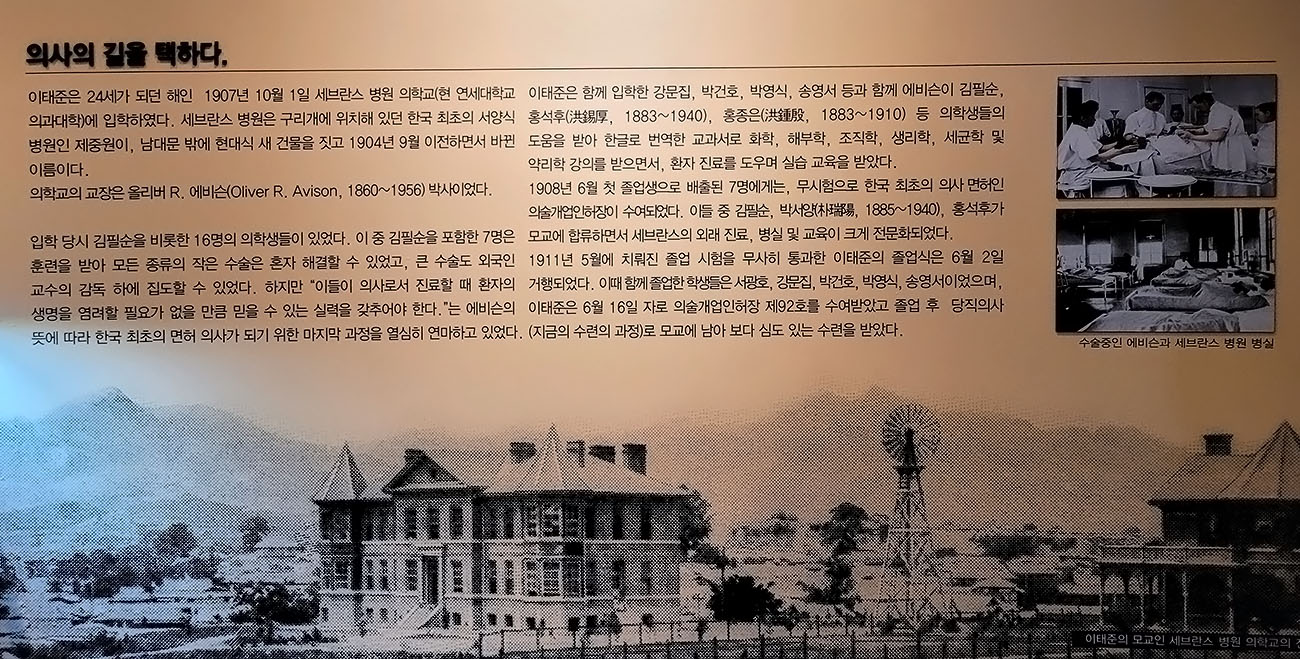 의사의 길을 택하다.
이태준은 24세가 되던 해인 1907년 10월 1일 세브란스 병원 의학교(현 연세대학교
의과대학)에 입학하였다. 세브란스 병원은 구리개에 위치해 있던 한국 최초의 서양식
병원인 제중원이, 남대문 밖에 현대식 새 건물을 짓고 1904년 9월 이전하면서 바뀐
이름이다.
의학교의 교장은 올리버 R. 에비슨(Oliver R. Avison, 1860~1956) 박사이었다.
입학 당시 김필순을 비롯한 16명의 의학생들이 있었다. 이 중 김필순을 포함한 7명은
훈련을 받아 모든 종류의 작은 수술은 혼자 해결할 수 있었고, 큰 수술도 외국인
교수의 감독 하에 집도할 수 있었다. 하지만 “이들이 의사로서 진료할 때 환자의
생명을 염려할 필요가 없을 만큼 믿을 수 있는 실력을 갖추어야 한다.”는 에비슨의
뜻에 따라 한국 최초의 면허 의사가 되기 위한 마지막 과정을 열심히 연마하고 있었다.
이태준은 함께 입학한 강문집, 박건호, 박영식, 송영서 등과 함께 에비슨이 김필순,
홍석후(洪錫厚, 1883~1940), 홍종은(洪鍾殷, 1883~1910) 등 의학생들의
도움을 받아 한글로 번역한 교과서로 화학, 해부학, 조직학, 생리학, 세균학 및
약리학 강의를 받으면서, 환자 진료를 도우며 실습 교육을 받았다.
1908년 6월 첫 졸업생으로 배출된 7명에게는, 무시험으로 한국 최초의 의사 면허인
의술개업인허장이 수여되었다. 이들 중 김필순, 박서양(朴瑞陽, 1885~1940), 홍석후가
모교에 합류하면서 세브란스의 외래 진료, 병실 및 교육이 크게 전문화되었다.
1911년 5월에 치뤄진 졸업 시험을 무사히 통과한 이태준의 졸업식은 6월 2일
거행되었다. 이때 함께 졸업한 학생들은 서광호, 강문집, 박건호, 박영식, 송영서이었으며,
이태준은 6월 16일 자로 의술개업인허장 제92호를 수여받았고 졸업 후 당직의사
(지금의 수련의 과정)로 모교에 남아 보다 심도 있는 수련을 받았다.
수술중인 에비슨과 세브란스 병원 병실
이태준의 모교인 세브란스 병원 의학교의